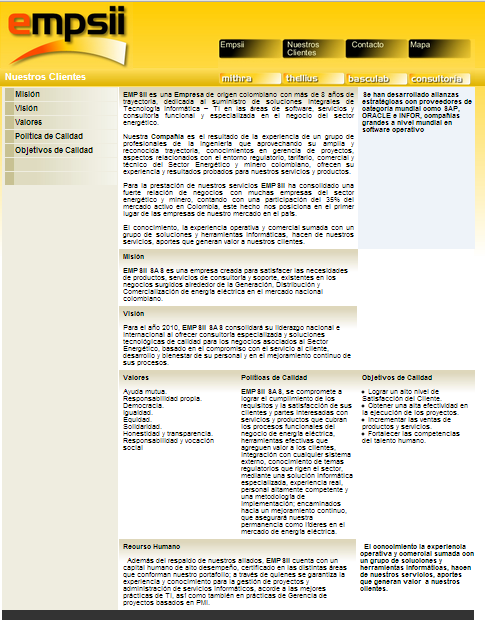 empsii
Empsii
Nuestros
Clientes
Contacto
Mapa
Nuestros Clientes
mithra
thelius
basculab
consultoria
Misión
Visión
Valores
Política de Calidad
Objetivos de Calidad
EMPSii es una Empresa de origen colombiano con más de 8 años de
trayectoria, dedicada al suministro de soluciones integrales de
Tecnología Informática – TI en las áreas de software, servicios y
consultoría funcional y especializada en el negocio del sector
energético.
Nuestra Compañía es el resultado de la experiencia de un grupo de
profesionales de la ingeniería que aprovechando su amplia y
reconocida trayectoria, conocimientos en gerencia de proyectos,
aspectos relacionados con el entorno regulatorio, tarifario, comercial y
técnico del Sector Energético y minero colombiano, ofrecen su
experiencia y resultados probados para nuestros servicios y productos.
Para la prestación de nuestros servicios EMPSii ha consolidado una
fuerte relación de negocios con muchas empresas del sector
energético y minero, contando con una participación del 35% del
mercado activo en Colombia, este hecho nos posiciona en el primer
lugar de las empresas de nuestro mercado en el país.
El conocimiento, la experiencia operativa y comercial sumada con un
grupo de soluciones y herramientas informáticas, hacen de nuestros
servicios, aportes que generan valor a nuestros clientes.
Se han desarrollado alianzas
estratégicas con proveedores de
categoría mundial como SAP,
ORACLE e INFOR, compañías
grandes a nivel mundial en
software operativo
Misión
EMPSii SAS es una empresa creada para satisfacer las necesidades
de productos, servicios de consultoría y soporte, existentes en los
negocios surgidos alrededor de la Generación, Distribución y
Comercialización de energía eléctrica en el mercado nacional
colombiano.
Visión
Para el año 2010, EMPSii SAS consolidará su liderazgo nacional e
internacional al ofrecer consultoría especializada y soluciones
tecnológicas de calidad para los negocios asociados al Sector
Energético, basado en el compromiso con el servicio al cliente,
desarrollo y bienestar de su personal y en el mejoramiento continuo de
sus procesos.
Valores
Ayuda mutua.
Responsabilidad propia.
Democracia.
Igualdad.
Equidad.
Solidaridad.
Honestidad y transparencia.
Responsabilidad y vocación
social
Políticas de Calidad
EMPSii SAS, se compromete a
lograr el cumplimiento de los
requisitos y la satisfacción de sus
clientes y partes interesadas con
servicios y productos que cubran
los procesos funcionales del
negocio de energía eléctrica,
herramientas efectivas que
agreguen valor a los clientes,
integración con cualquier sistema
externo, conocimiento de temas
regulatorios que rigen el sector,
mediante una solución informática
especializada, experiencia real,
personal altamente competente y
una metodología de
implementación; encaminados
hacia un mejoramiento continuo,
que asegurará nuestra
permanencia como líderes en el
mercado de energía eléctrica.
Objetivos de Calidad
• Lograr un alto nivel de
Satisfacción del Cliente.
• Obtener una alta efectividad en
la ejecución de los proyectos.
• Incrementar las ventas de
productos y servicios.
• Fortalecer las competencias
del talento humano.
Recurso Humano
Además del respaldo de nuestros aliados, EMPSii cuenta con un
capital humano de alto desempeño, certificado en las distintas áreas
que conforman nuestro portafolio; a través de quienes se garantiza la
experiencia y conocimiento para la gestión de proyectos y
administración de servicios informáticos, acorde a las mejores
prácticas de TI, así como también en prácticas de Gerencia de
proyectos basados en PMI.
El conocimiento la experiencia
operativa y comercial sumada con
un grupo de soluciones y
herramientas informáticas, hacen
de nuestros servicios, aportes
que generan valor a nuestros
clientes.